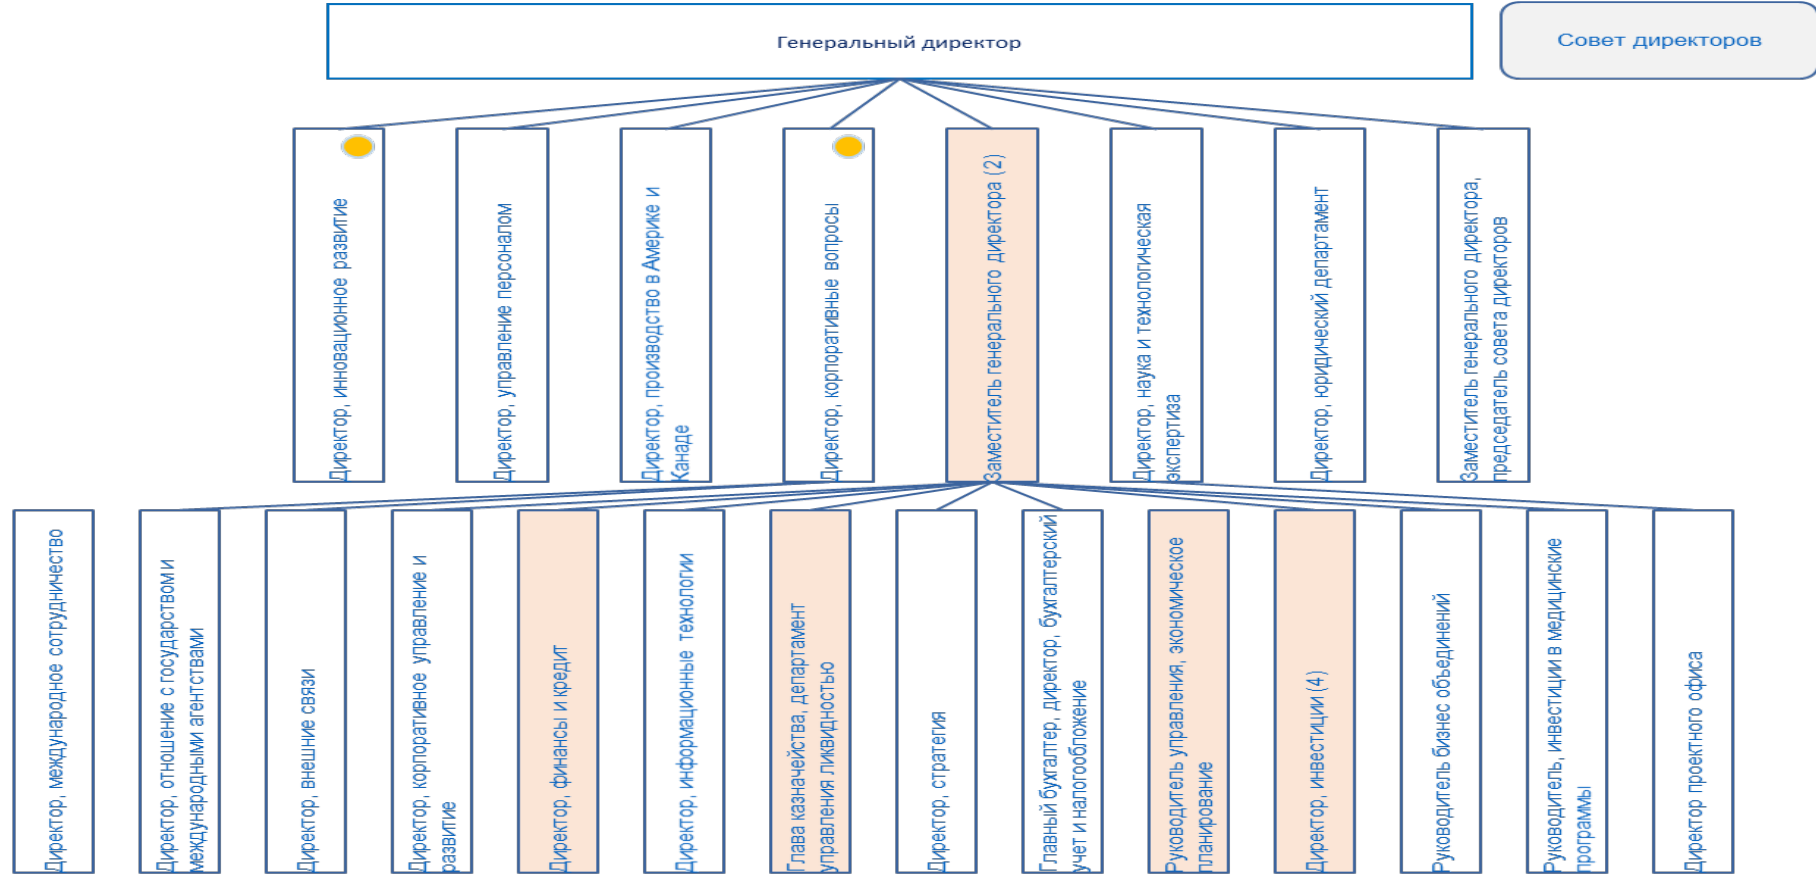 Генеральный директор
Совет директоров
Директор, инновационное развитие
Директор, управление персоналом
Директор, производство в Америке и
Канаде
Директор, корпоративные вопросы
Заместитель генерального директора (2)
Директор, наука и технологическая
экспертиза
Директор, юридический департамент
Заместитель генерального директора,
председатель совета директоров
Директор, международное сотрудничество
Директор, отношение с государством и
международными агентствами
Директор, внешние связи
Директор, корпоративное управление и
развитие
Директор, финансы и кредит
Директор, информационные технологии
Глава казначейства, департамент
управления ликвидностью
Директор, стратегия
Главный бухгалтер, директор, бухгалтерский
учет и налогообложение
Руководитель управления, экономическое
планирование
Директор, инвестиции (4)
Руководитель бизнес объединений
Руководитель, инвестиции в медицинские
программы
Директор проектного офиса